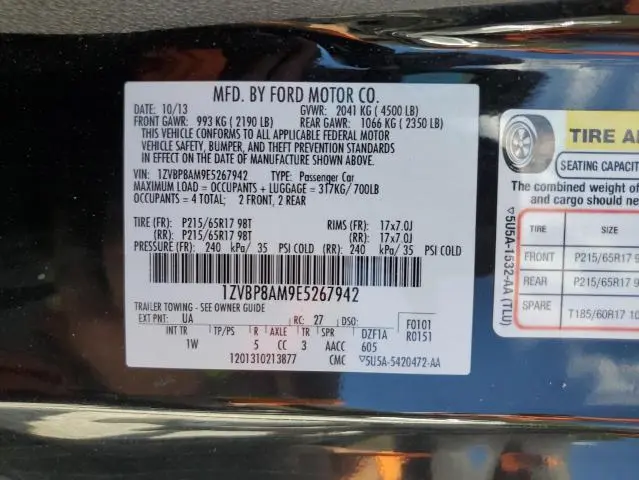 MFD. BY FORD MOTOR CO.
DATE: 10/13 GVWR: 2041 KG ( 4500 LB)
FRONT GAWR: 993 KG ( 2190 LB) REAR GAWR: 1066 KG ( 2350 LB)
THIS VEHICLE CONFORMS TO ALL APPLICABLE FEDERAL MOTOR
VEHICLE SAFETY, BUMPER, AND THEFT PREVENTION STANDARDS
IN EFFECT ON THE DATE OF MANUFACTURE SHOWN ABOVE.
VIN: 1ZVBP8AM9E5267942 TYPE: Passenger Car
MAXIMUM LOAD = OCCUPANTS + LUGGAGE = 317KG/700LB
OCCUPANTS = 4 TOTAL; 2 FRONT, 2 REAR
TIRE (FR): P215/65R17 98T RIMS (FR): 17x7.0J
(RR): P215/65R17 98T (RR): 17x7.0J
PRESSURE (FR): 240 kPa/ 35 PSI COLD (RR): 240 kPa/ 35 PSI COLD
1ZVBP8AM9E5267942
TRAILER TOWING - SEE OWNER GUIDE
EXT PNT: UA RC: 27 DSO: F0101
INT TR TP/PS R AXLE TR SPR DZF1A R0151
1W 5 CC 3 AACC 605
1201310213877 CMC ▽5U5A-5420472-AA
▽5U5A-1532-AA (TLU)
TIRE
SEATING CAPACITY
The combined weight of
and cargo should ne
TIRE SIZE
FRONT P215/65R17 9
REAR P215/65R17 9
SPARE T185/60R17 10